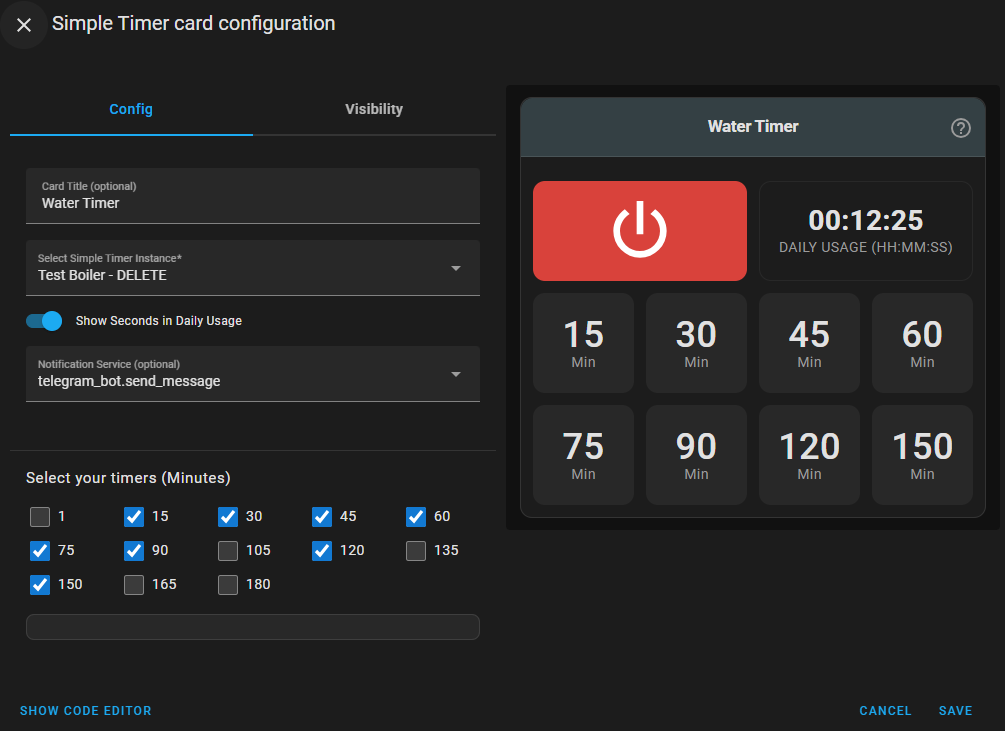 Simple Timer card configuration
Config
Visibility
Card Title (optional)
Water Timer
Select Simple Timer Instance*
Test Boiler - DELETE
Show Seconds in Daily Usage
Notification Service (optional)
telegram_bot.send_message
Select your timers (Minutes)
1 15 30 45 60
75 90 105 120 135
150 165 180
SHOW CODE EDITOR
Water Timer
?
00:12:25
DAILY USAGE (HH:MM:SS)
15 30 45 60
Min Min Min Min
75 90 120 150
Min Min Min Min
CANCEL SAVE